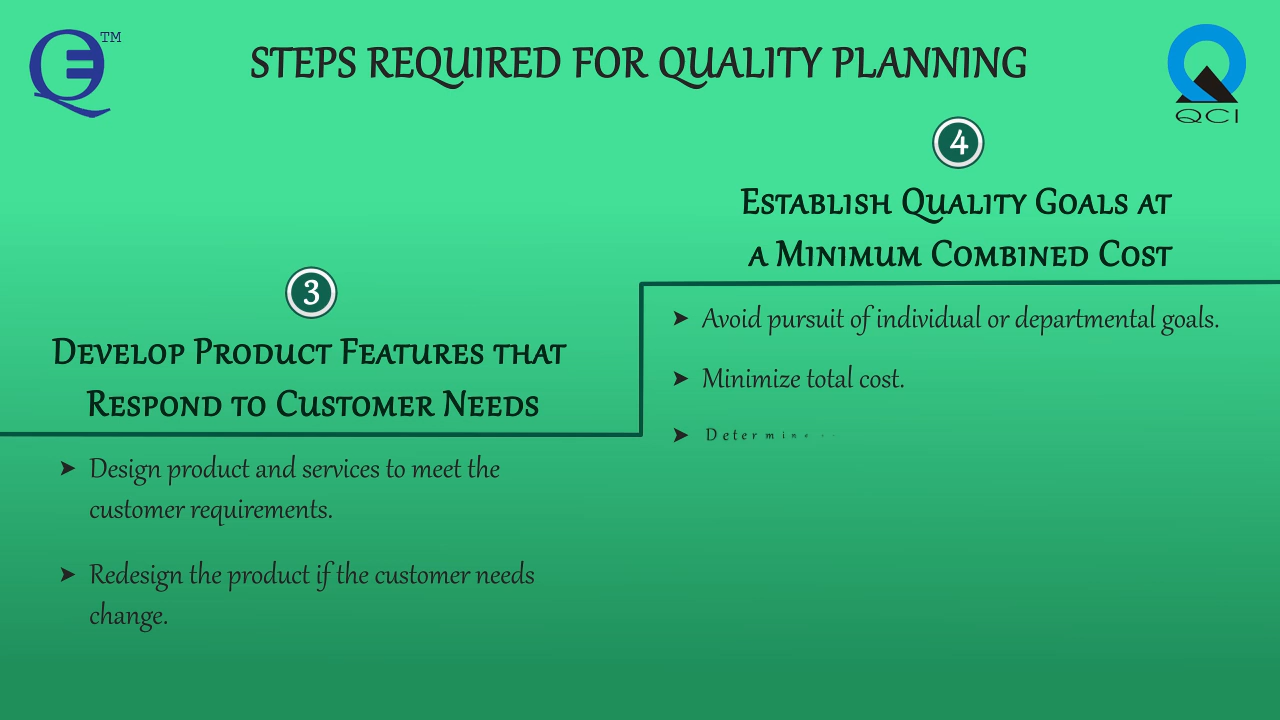 TM
STEPS REQUIRED FOR QUALITY PLANNING
QCI
3
DEVELOP PRODUCT FEATURES THAT
RESPOND TO CUSTOMER NEEDS
➤ Design product and services to meet the
customer requirements.
➤ Redesign the product if the customer needs
change.
4
ESTABLISH QUALITY GOALS AT
A MINIMUM COMBINED COST
➤ Avoid pursuit of individual or departmental goals.
➤ Minimize total cost.
➤ Determine